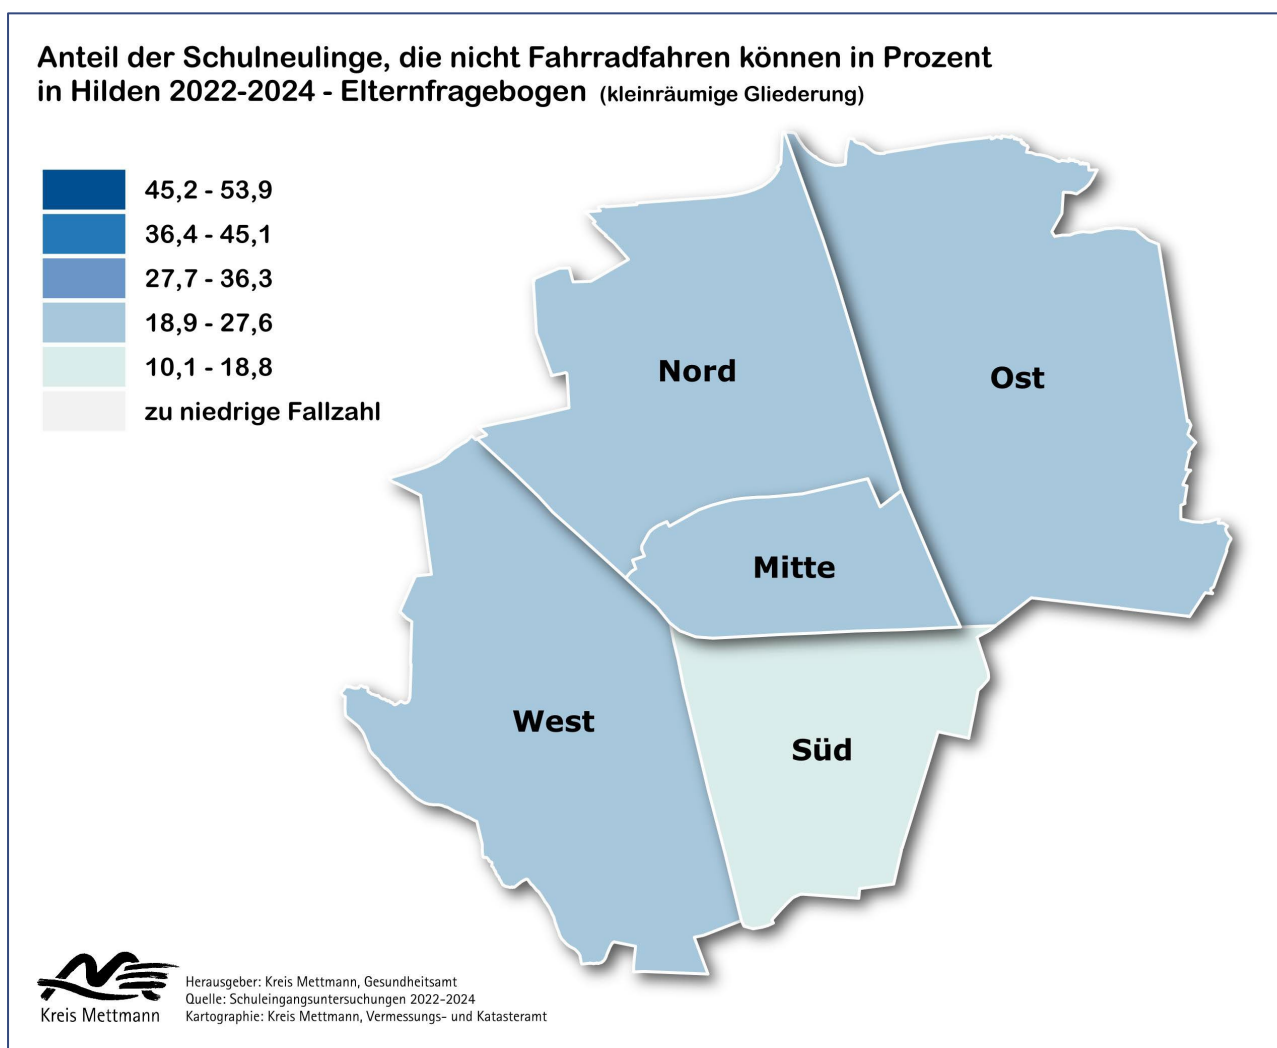 Anteil der Schulneulinge, die nicht Fahrradfahren können in Prozent
in Hilden 2022-2024 - Elternfragebogen (kleinräumige Gliederung)
45,2 - 53,9
36,4 - 45,1
27,7 - 36,3
18,9 - 27,6
10,1 - 18,8
zu niedrige Fallzahl
Nord
Ost
Mitte
West
Süd
Kreis Mettmann
Herausgeber: Kreis Mettmann, Gesundheitsamt
Quelle: Schuleingangsuntersuchungen 2022-2024
Kartographie: Kreis Mettmann, Vermessungs- und Katasteramt